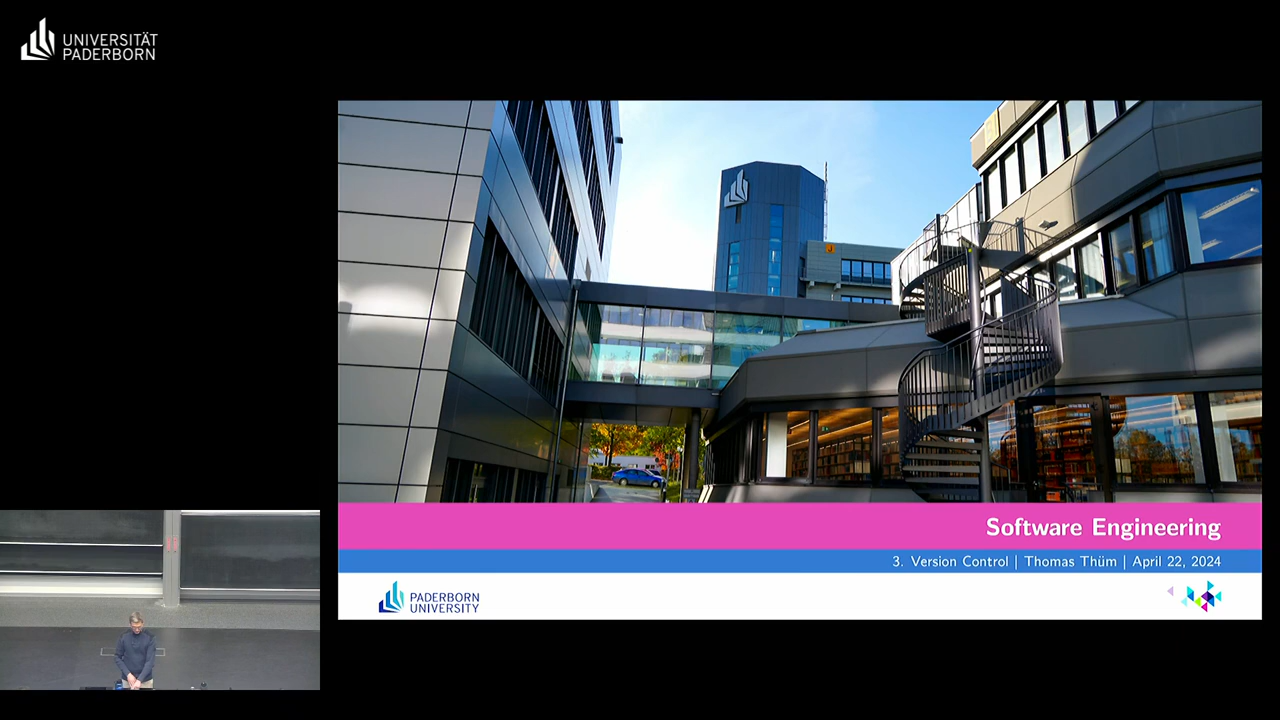 UNIVERSITÄT
PADERBORN
Software Engineering
3. Version Control | Thomas Thüm | April 22, 2024
PADERBORN
UNIVERSITY